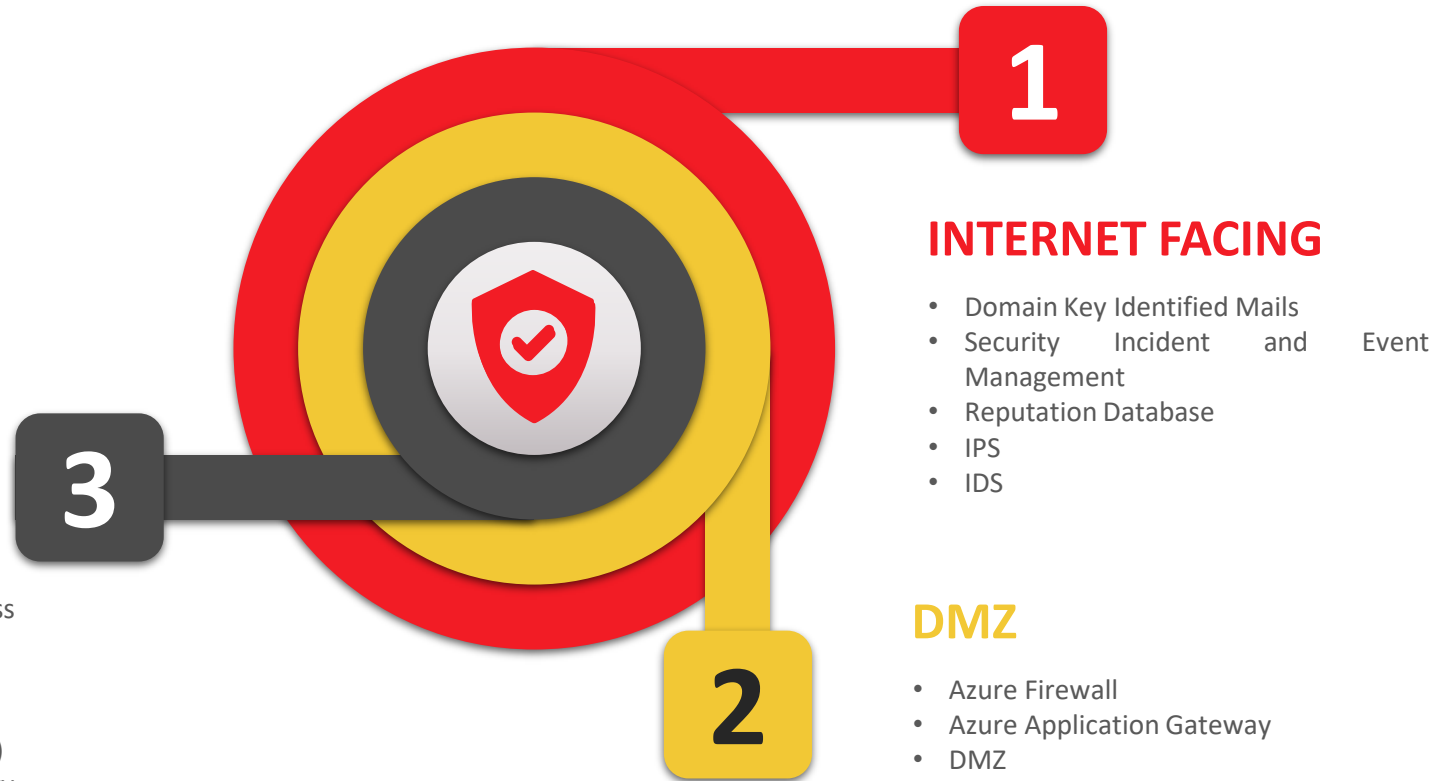 1
INTERNET FACING
• Domain Key Identified Mails
• Security Incident and Event
Management
• Reputation Database
• IPS
• IDS
3
2
DMZ
• Azure Firewall
• Azure Application Gateway
• DMZ